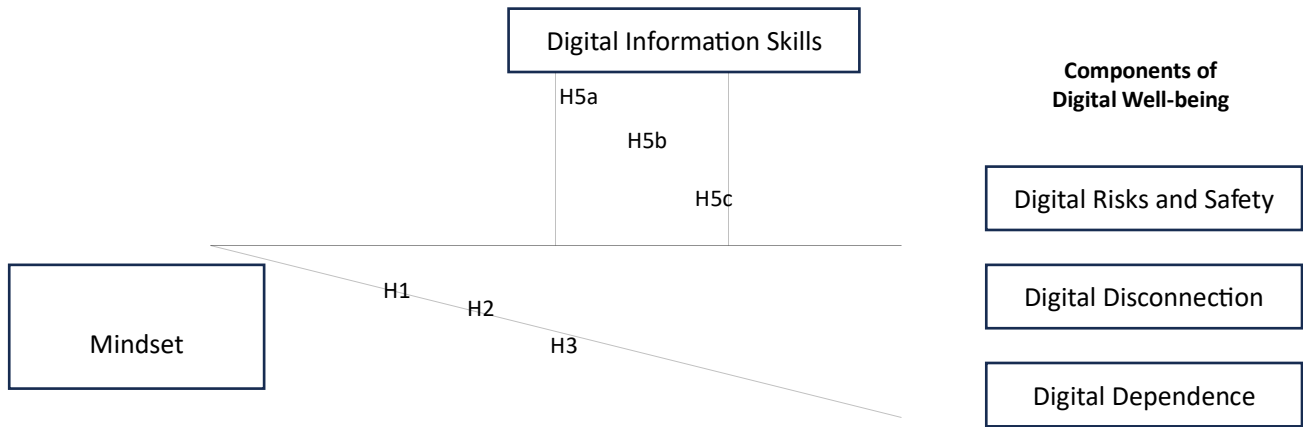 Digital Information Skills
Components of
Digital Well-being
H5a
H5b
H5c
Digital Risks and Safety
Mindset
H1
H2
H3
Digital Disconnection
Digital Dependence